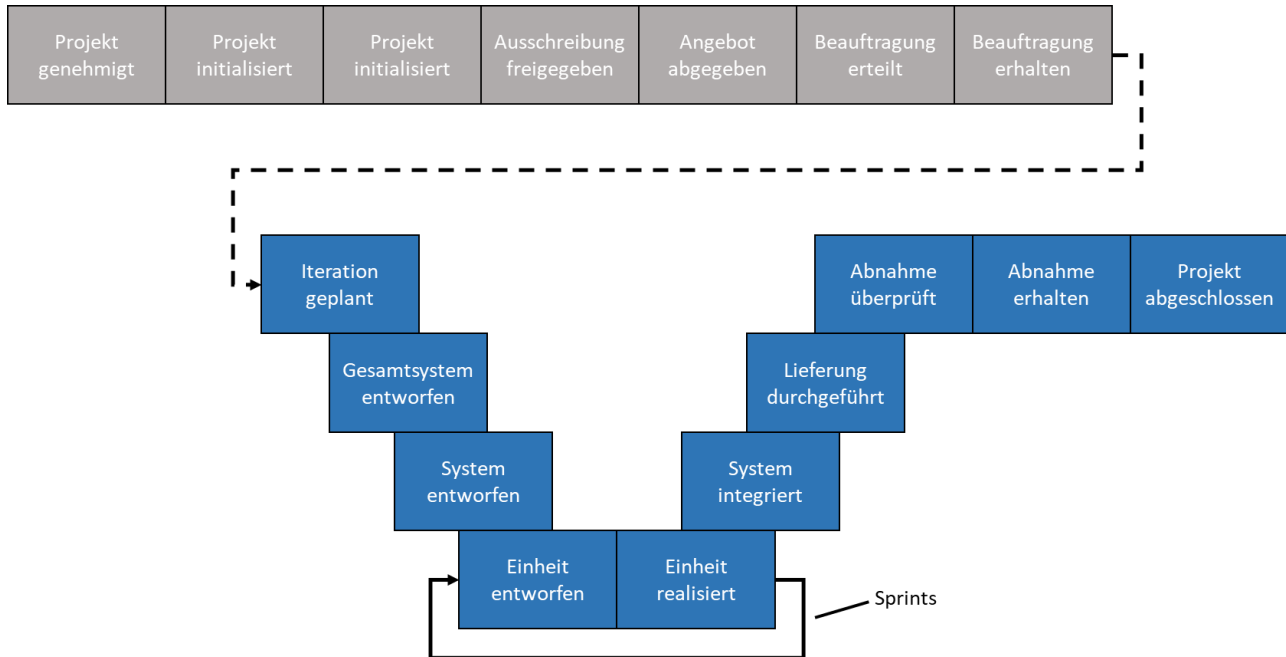 Projekt
genehmigt
Projekt
initialisiert
Projekt
initialisiert
Ausschreibung
freigegeben
Angebot
abgegeben
Beauftragung
erteilt
Beauftragung
erhalten
Iteration
geplant
Abnahme
überprüft
Abnahme
erhalten
Projekt
abgeschlossen
Gesamtsystem
entworfen
Lieferung
durchgeführt
System
entworfen
System
integriert
Einheit
entworfen
Einheit
realisiert
Sprints